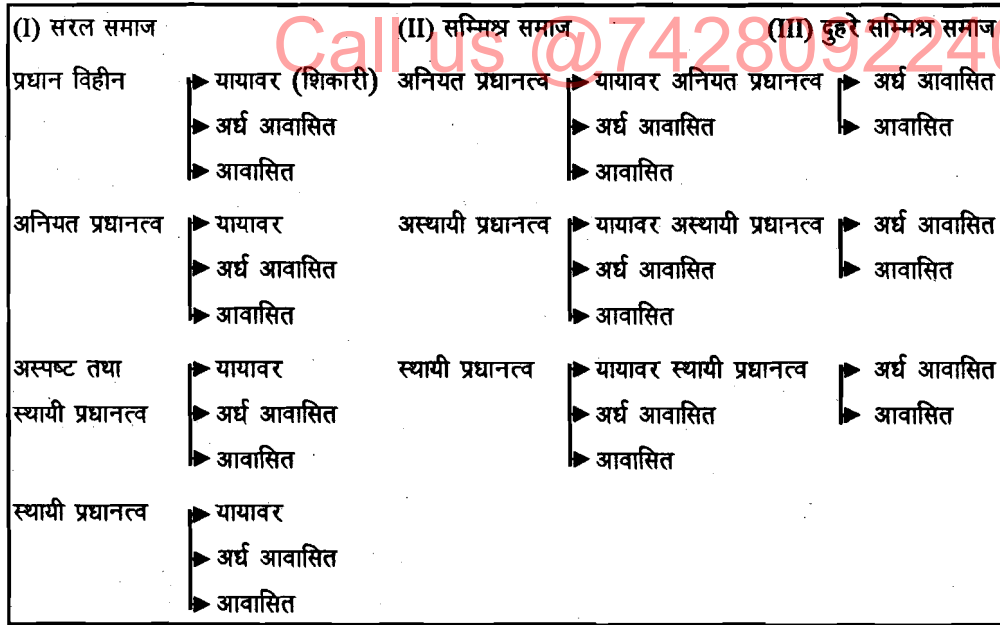 Call us @7428092240
(I) सरल समाज (II) सम्मिश्र समाज (III) दुहरे सम्मिश्र समाज
प्रधान विहीन यायावर (शिकारी) अनियत प्रधानत्व यायावर अनियत प्रधानत्व अर्ध आवासित
अर्ध आवासित अर्ध आवासित आवासित
आवासित आवासित
अनियत प्रधानत्व यायावर अस्थायी प्रधानत्व यायावर अस्थायी प्रधानत्व अर्ध आवासित
अर्ध आवासित अर्ध आवासित आवासित
आवासित आवासित
अस्पष्ट तथा यायावर स्थायी प्रधानत्व यायावर स्थायी प्रधानत्व अर्ध आवासित
स्थायी प्रधानत्व अर्ध आवासित अर्ध आवासित आवासित
आवासित आवासित
स्थायी प्रधानत्व यायावर
अर्ध आवासित
आवासित